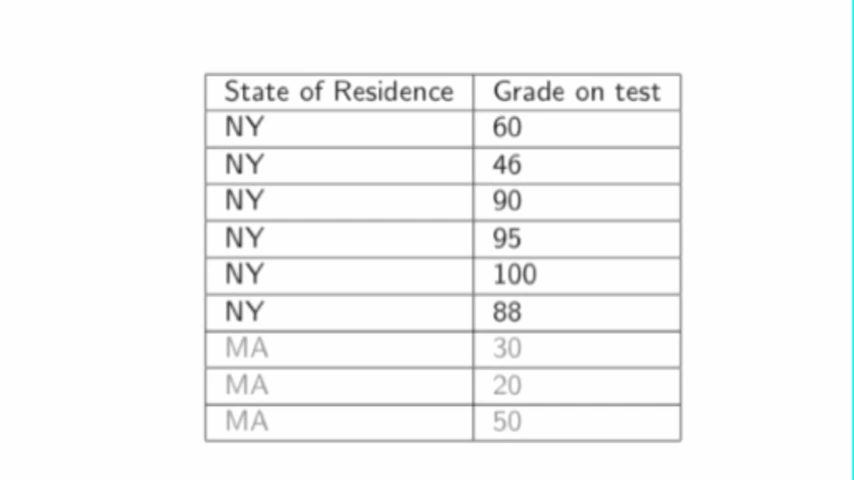 State of Residence Grade on test
NY 60
NY 46
NY 90
NY 95
NY 100
NY 88
MA 30
MA 20
MA 50